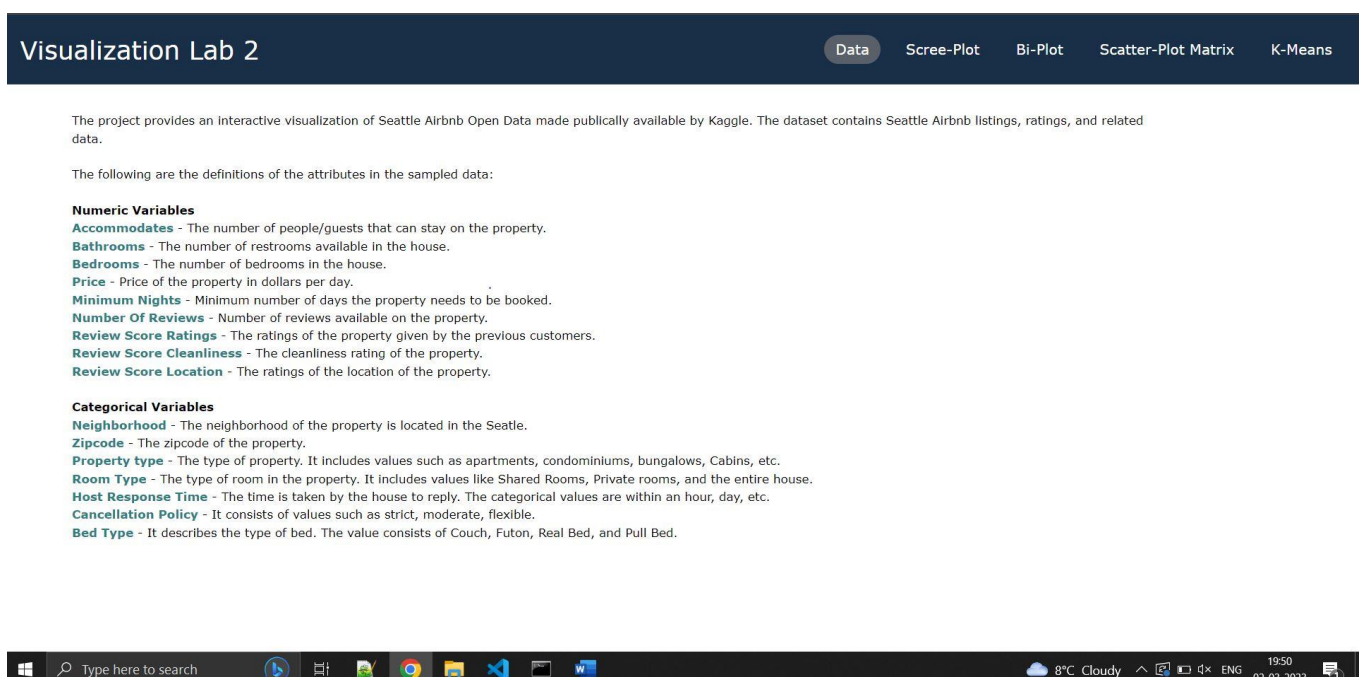 Visualization Lab 2
Data Scree-Plot Bi-Plot Scatter-Plot Matrix K-Means
The project provides an interactive visualization of Seattle Airbnb Open Data made publically available by Kaggle. The dataset contains Seattle Airbnb listings, ratings, and related
data.
The following are the definitions of the attributes in the sampled data:
Numeric Variables
Accommodates - The number of people/guests that can stay on the property.
Bathrooms - The number of restrooms available in the house.
Bedrooms - The number of bedrooms in the house.
Price - Price of the property in dollars per day.
Minimum Nights - Minimum number of days the property needs to be booked.
Number Of Reviews - Number of reviews available on the property.
Review Score Ratings - The ratings of the property given by the previous customers.
Review Score Cleanliness - The cleanliness rating of the property.
Review Score Location - The ratings of the location of the property.
Categorical Variables
Neighborhood - The neighborhood of the property is located in the Seatle.
Zipcode - The zipcode of the property.
Property type - The type of property. It includes values such as apartments, condominiums, bungalows, Cabins, etc.
Room Type - The type of room in the property. It includes values like Shared Rooms, Private rooms, and the entire house.
Host Response Time - The time is taken by the house to reply. The categorical values are within an hour, day, etc.
Cancellation Policy - It consists of values such as strict, moderate, flexible.
Bed Type - It describes the type of bed. The value consists of Couch, Futon, Real Bed, and Pull Bed.
Type here to search 8°C Cloudy ENG 19:50